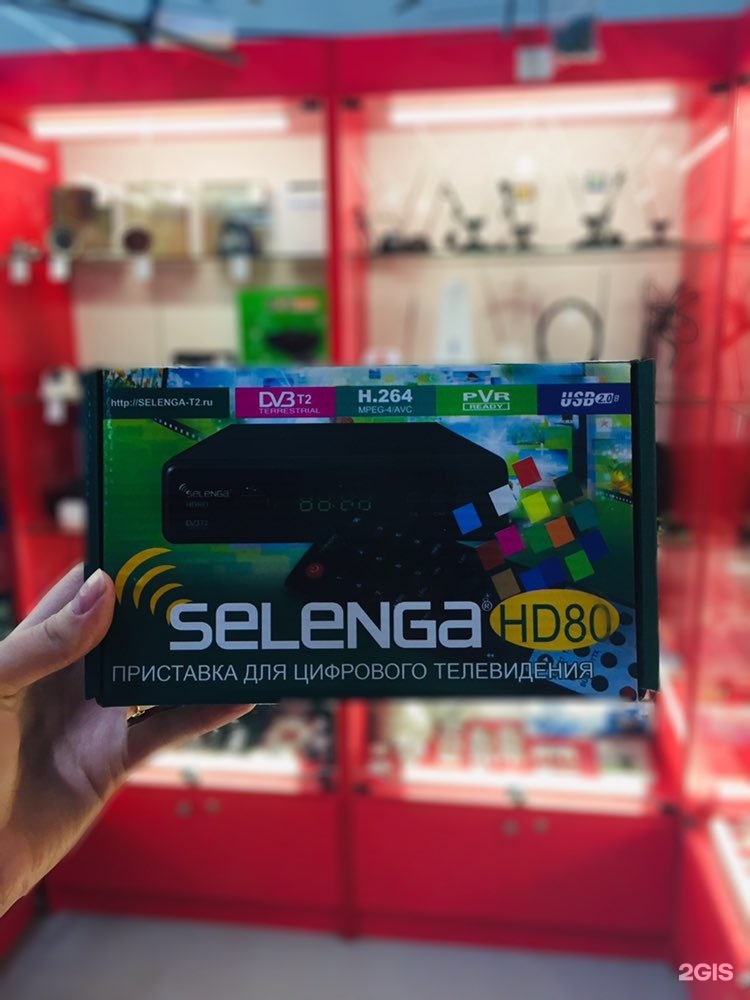 http://SELENGA-T2.ru
DVB T2
TERRESTRIAL
H.264
MPEG-4/AVC
PVR
READY
USB 2.0
SELENGA
HD80
DVB T2
SELENGA® HD80
ПРИСТАВКА ДЛЯ ЦИФРОВОГО ТЕЛЕВИДЕНИЯ
2GIS